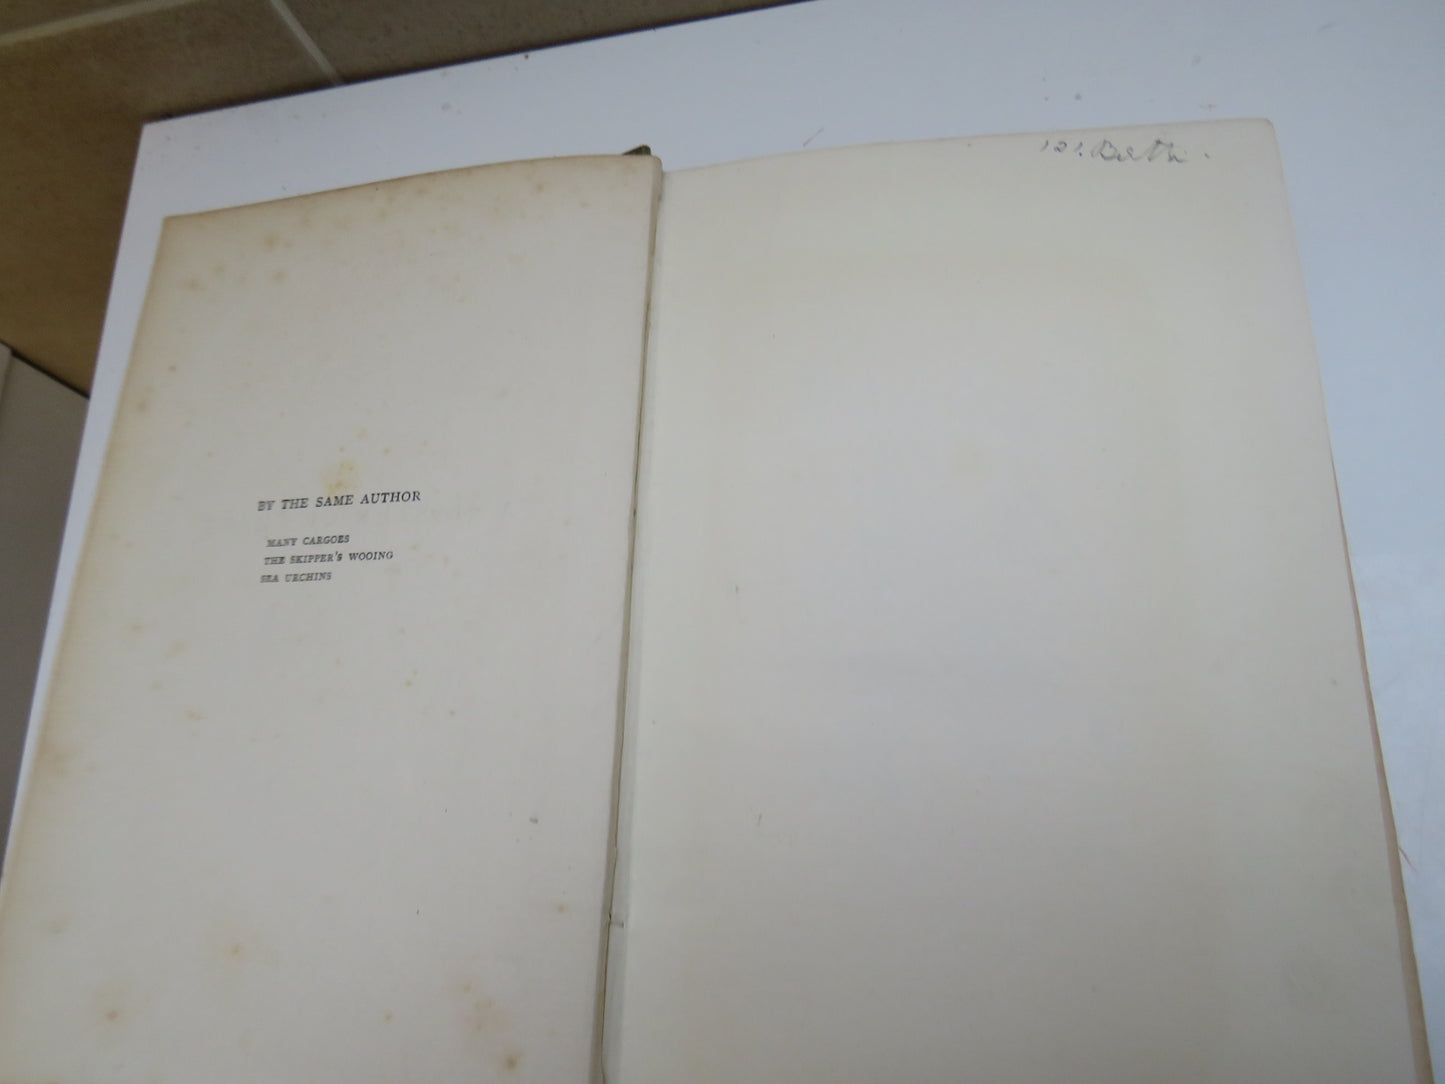 BY THE SAME AUTHOR
MANY CARGOES
THE SKIPPER'S WOOING
SEA URCHINS